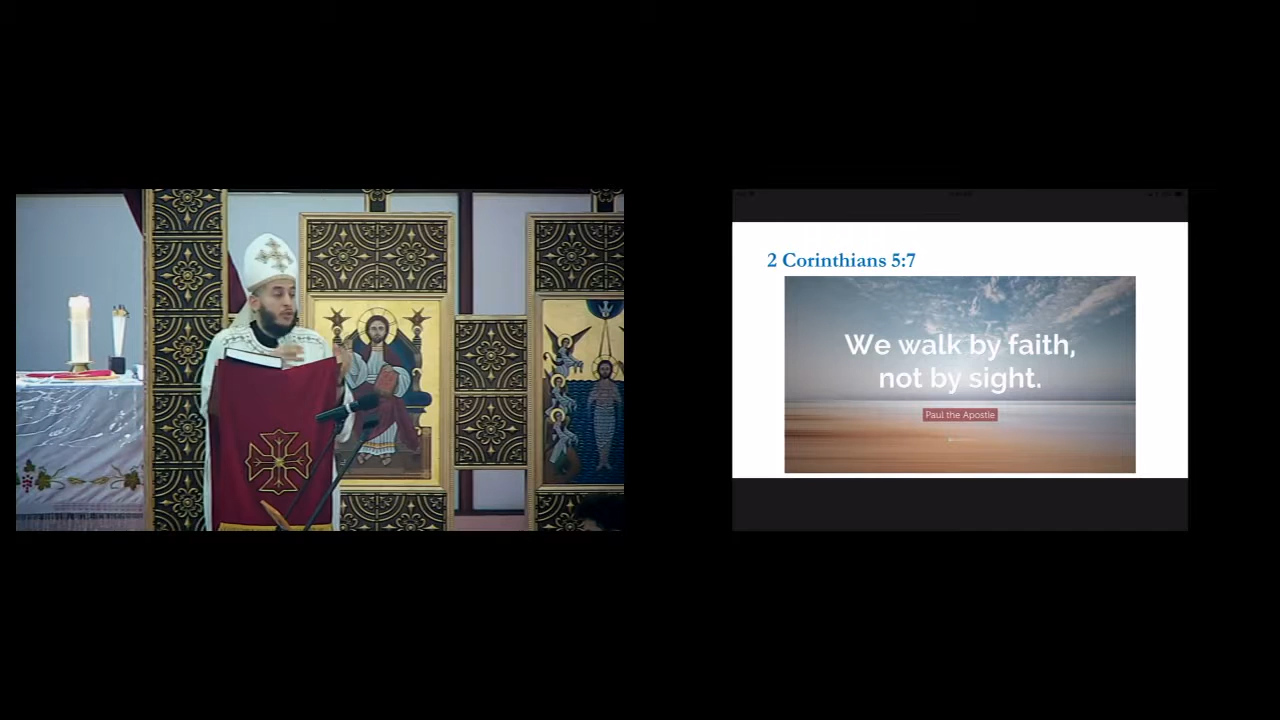 2 Corinthians 5:7
We walk by faith,
not by sight.
Paul the Apostle